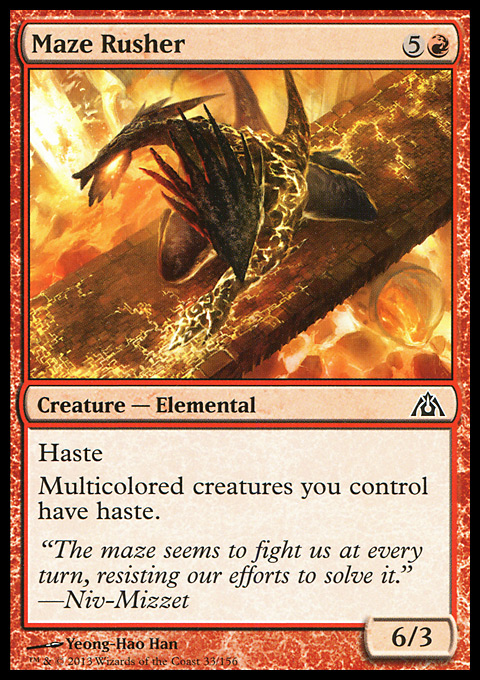 Maze Rusher 5
Creature — Elemental
Haste
Multicolored creatures you control
have haste.
“The maze seems to fight us at every
turn, resisting our efforts to solve it.”
—Niv-Mizzet
6/3
Yeong-Hao Han
™ & © 2013 Wizards of the Coast 33/156